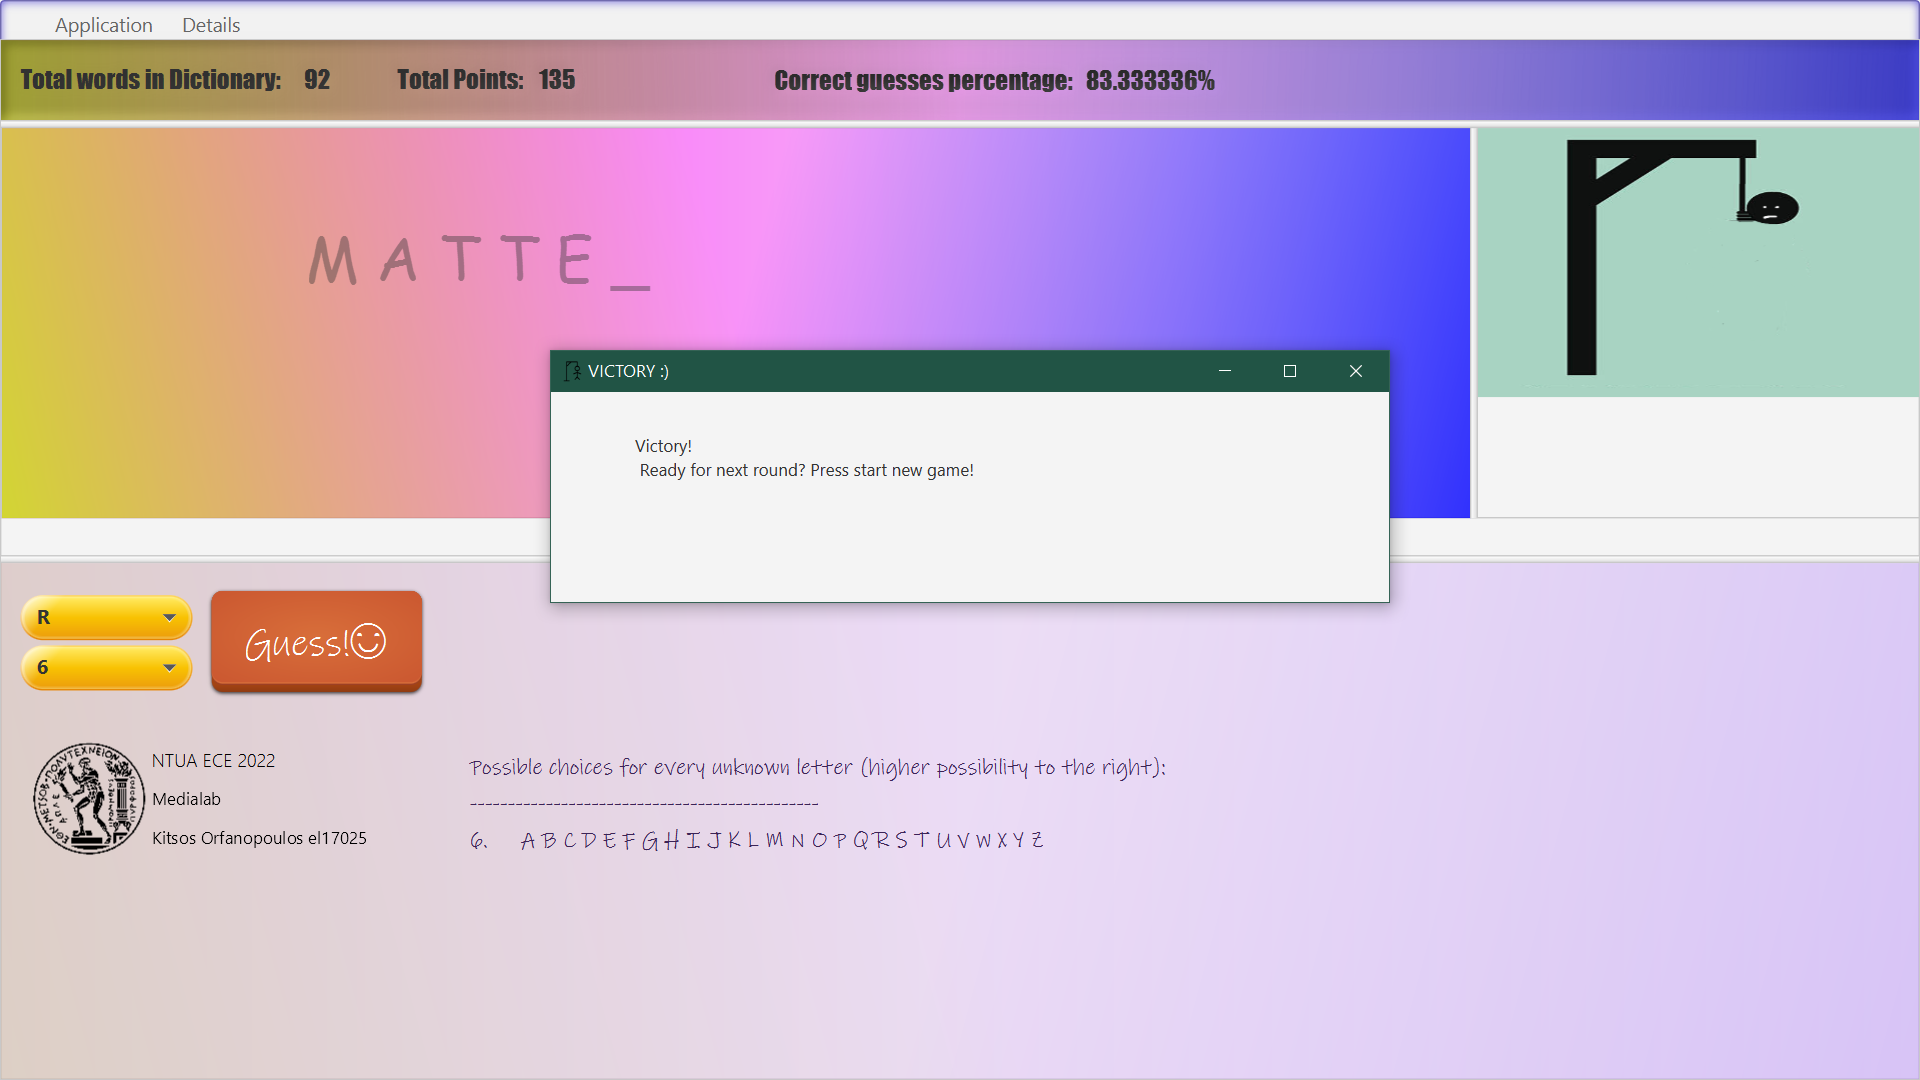 Application Details
Total words in Dictionary: 92 Total Points: 135 Correct guesses percentage: 83.333336%
M A T T E _
VICTORY :)
Victory!
Ready for next round? Press start new game!
R
6
Guess!☺
NTUA ECE 2022
Medialab
Kitsos Orfanopoulos el17025
Possible choices for every unknown letter (higher possibility to the right):
----------------------------------------------
6. A B C D E F G H I J K L M N O P Q R S T U V W X Y Z